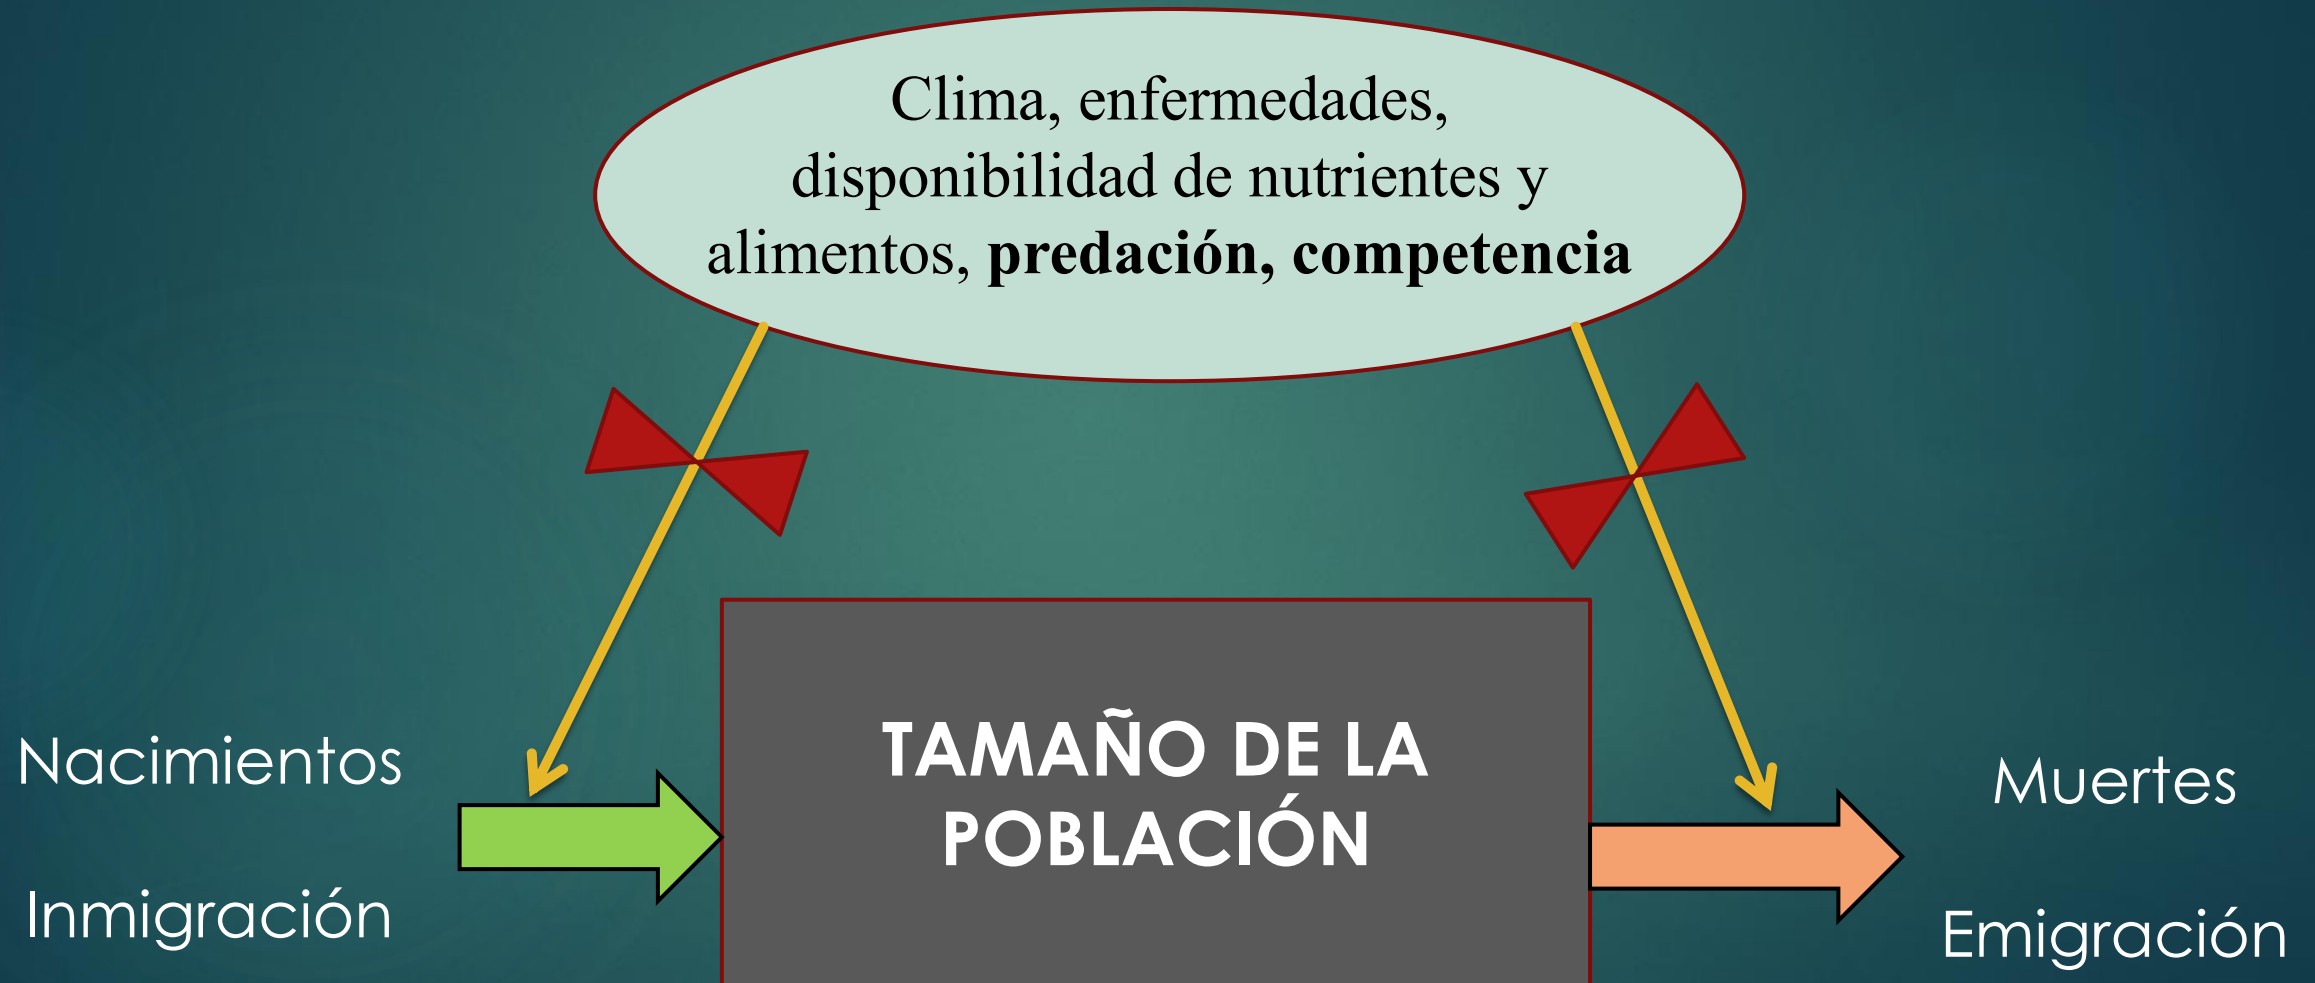 Clima, enfermedades,
disponibilidad de nutrientes y
alimentos, predación, competencia
TAMAÑO DE LA
POBLACIÓN
Nacimientos
Inmigración
Muertes
Emigración